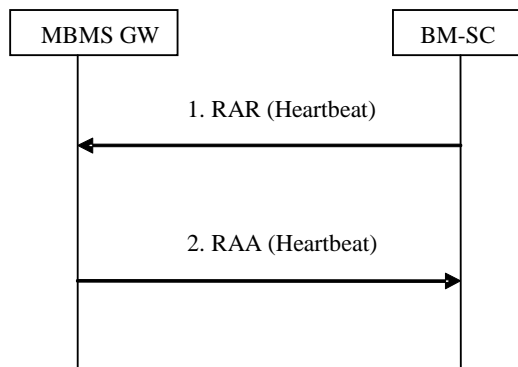 MBMS GW
BM-SC
1. RAR (Heartbeat)
2. RAA (Heartbeat)